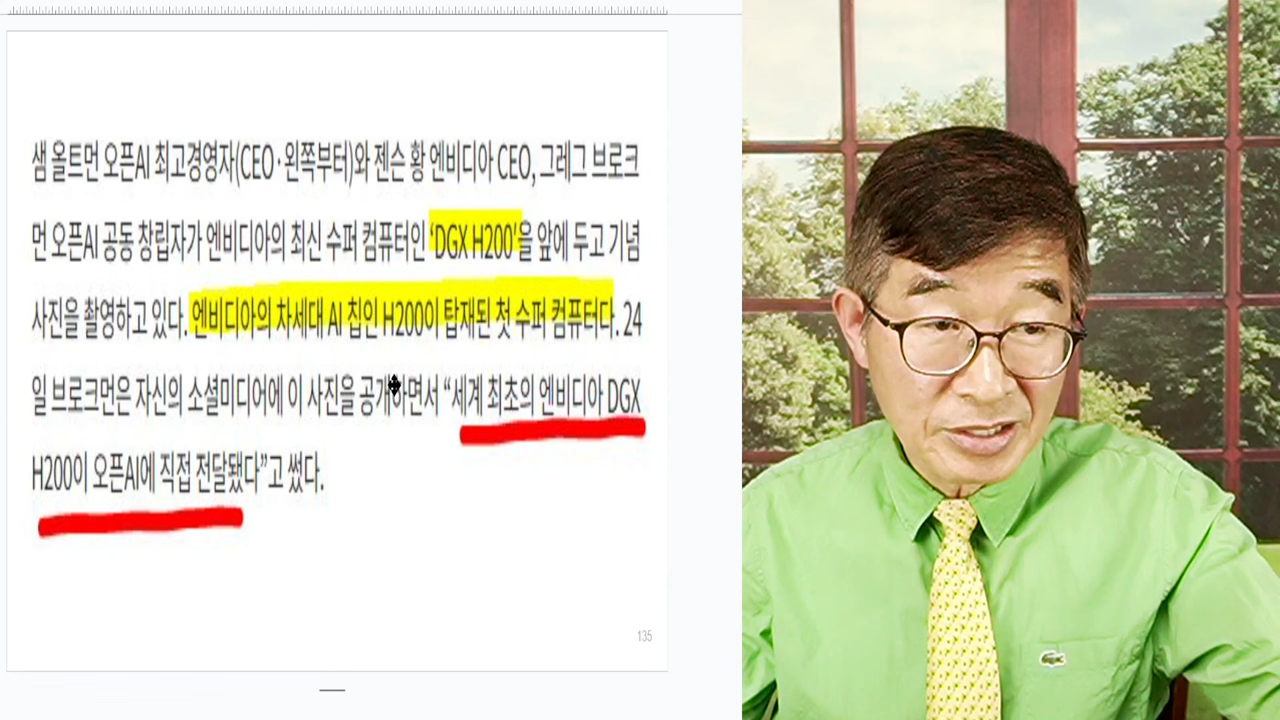 샘 올트먼 오픈AI 최고경영자(CEO·왼쪽부터)와 젠슨 황 엔비디아 CEO, 그레그 브로크
먼 오픈AI 공동 창립자가 엔비디아의 최신 수퍼 컴퓨터인 ‘DGX H200’을 앞에 두고 기념
사진을 촬영하고 있다. 엔비디아의 차세대 AI 칩인 H200이 탑재된 첫 수퍼 컴퓨터다. 24
일 브로크먼은 자신의 소셜미디어에 이 사진을 공개하면서 “세계 최초의 엔비디아 DGX
H200이 오픈AI에 직접 전달됐다”고 썼다.
135